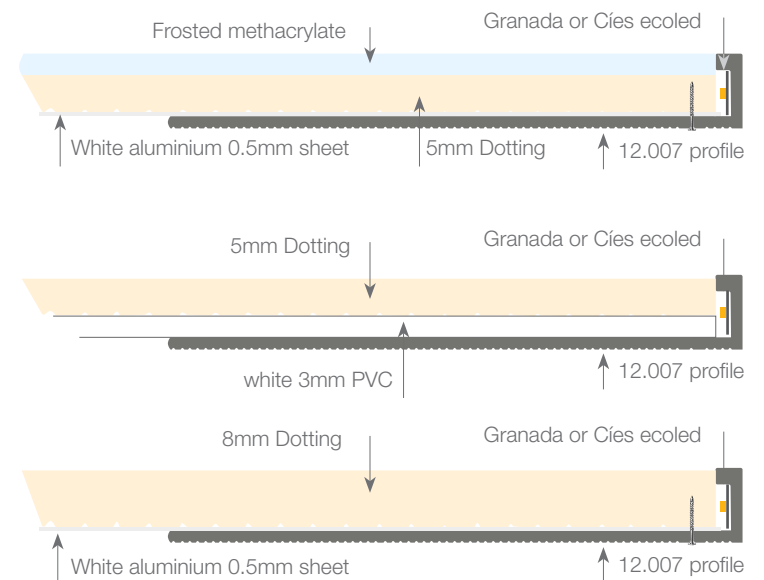 Granada or Cíes ecoled
Frosted methacrylate
White aluminium 0.5mm sheet
5mm Dotting
12.007 profile
Granada or Cíes ecoled
5mm Dotting
12.007 profile
white 3mm PVC
Granada or Cíes ecoled
8mm Dotting
White aluminium 0.5mm sheet
12.007 profile